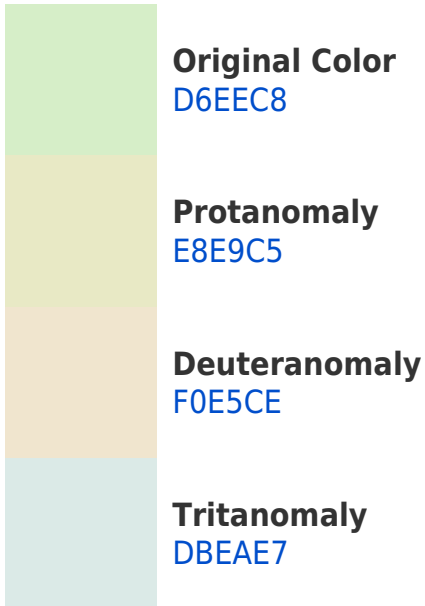 Original Color
D6EEC8
Protanomaly
E8E9C5
Deuteranomaly
F0E5CE
Tritanomaly
DBEAE7